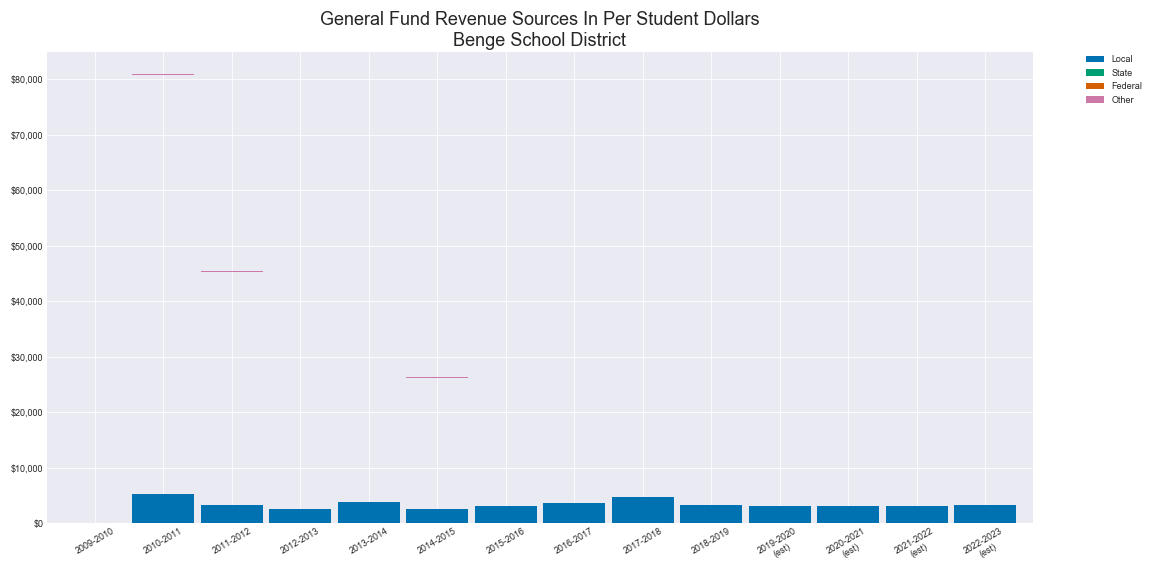 General Fund Revenue Sources In Per Student Dollars
Benge School District
Local
State
Federal
Other
$80,000
$70,000
$60,000
$50,000
$40,000
$30,000
$20,000
$10,000
$0
2009-2010
2010-2011
2011-2012
2012-2013
2013-2014
2014-2015
2015-2016
2016-2017
2017-2018
2018-2019
2019-2020
(est)
2020-2021
(est)
2021-2022
(est)
2022-2023
(est)